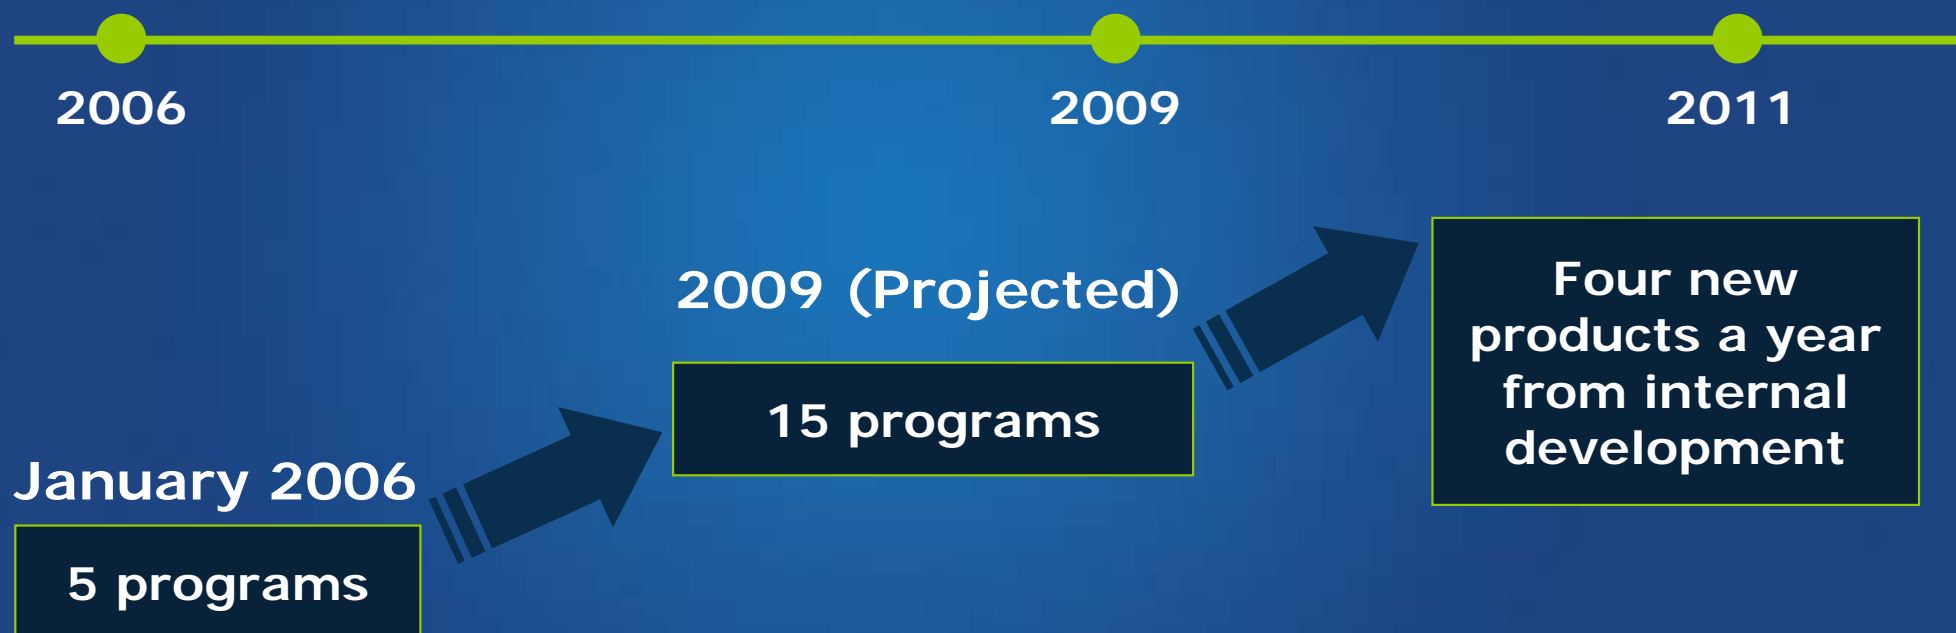 2006
2009
2011
January 2006
5 programs
2009 (Projected)
15 programs
Four new
products a year
from internal
development